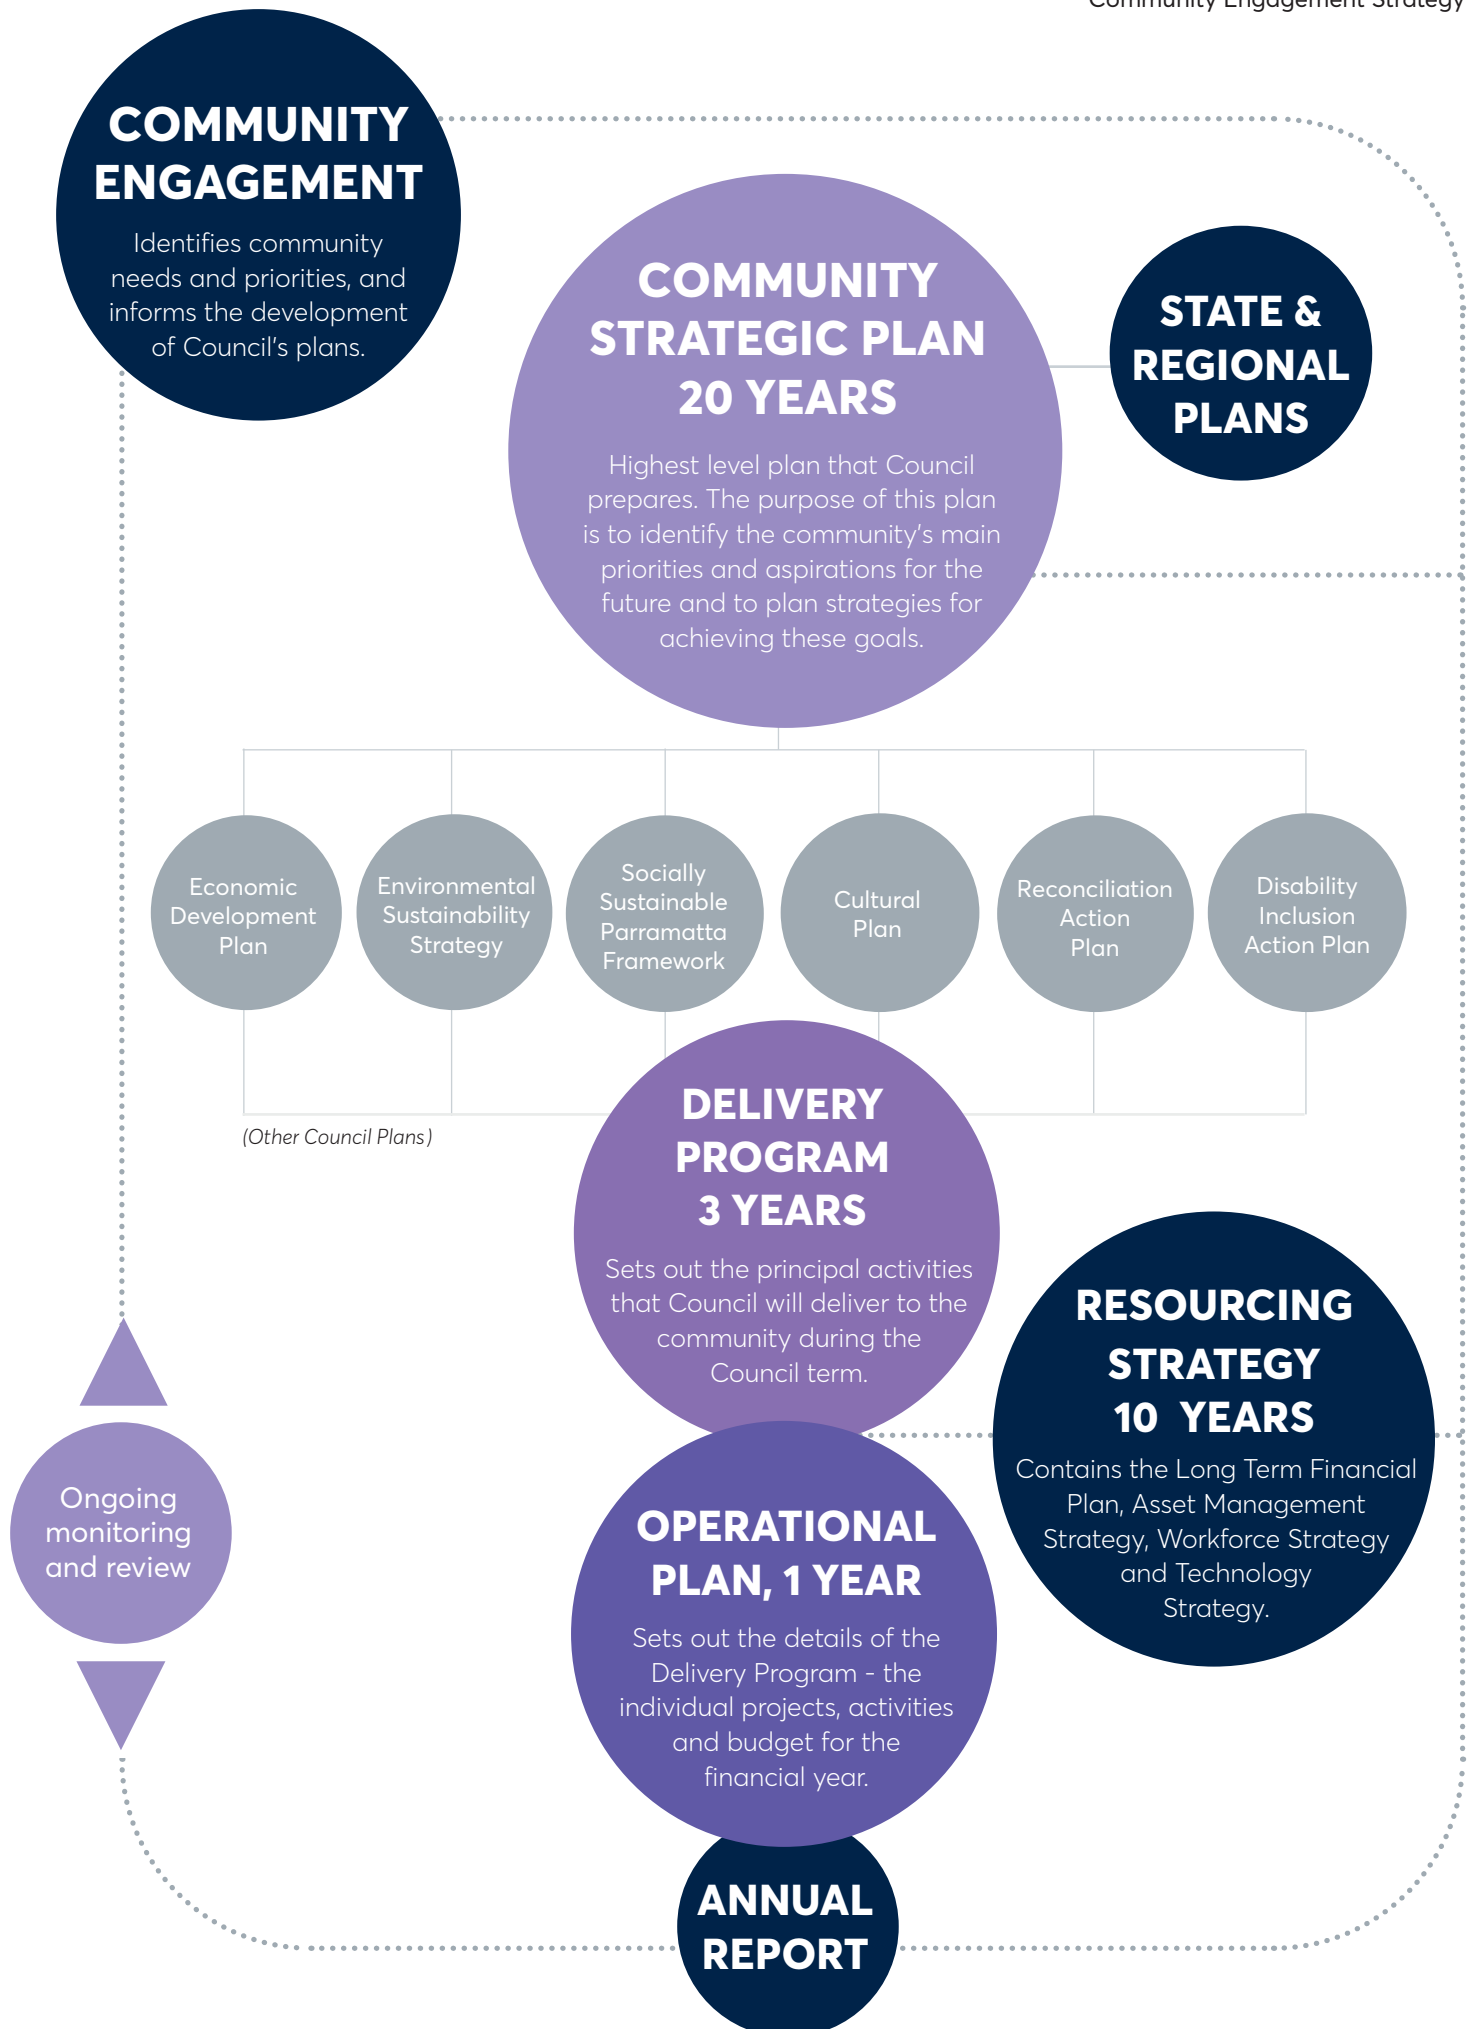 Community Engagement Strategy
COMMUNITY
ENGAGEMENT
Identifies community
needs and priorities, and
informs the development
of Council's plans.
COMMUNITY
STRATEGIC PLAN
20 YEARS
Highest level plan that Council
prepares. The purpose of this plan
is to identify the community's main
priorities and aspirations for the
future and to plan strategies for
achieving these goals.
STATE &
REGIONAL
PLANS
Economic
Development
Plan
Environmental
Sustainability
Strategy
Socially
Sustainable
Parramatta
Framework
Cultural
Plan
Reconciliation
Action
Plan
Disability
Inclusion
Action Plan
(Other Council Plans)
DELIVERY
PROGRAM
3 YEARS
Sets out the principal activities
that Council will deliver to the
community during the
Council term.
RESOURCING
STRATEGY
10 YEARS
Contains the Long Term Financial
Plan, Asset Management
Strategy, Workforce Strategy
and Technology
Strategy.
Ongoing
monitoring
and review
OPERATIONAL
PLAN, 1 YEAR
Sets out the details of the
Delivery Program - the
individual projects, activities
and budget for the
financial year.
ANNUAL
REPORT